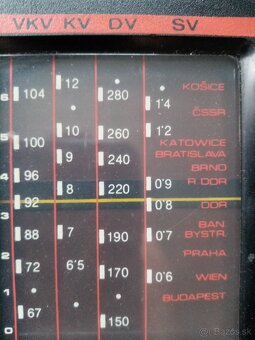 VKV KV DV SV
12 KOŠICE
6 104 280
1'4 ČSSR
10 1'2
5 100 260 KATOWICE
9 240 BRATISLAVA
BRNO
4 96 0'9 R. DDR
8 220
92 0'8 DDR
3
88 7 190 0'7 BAN.
BYSTR.
2 PRAHA
72 6'5 170 0'6 WIEN
1 BUDAPEST
67 150
0
bazos.sk